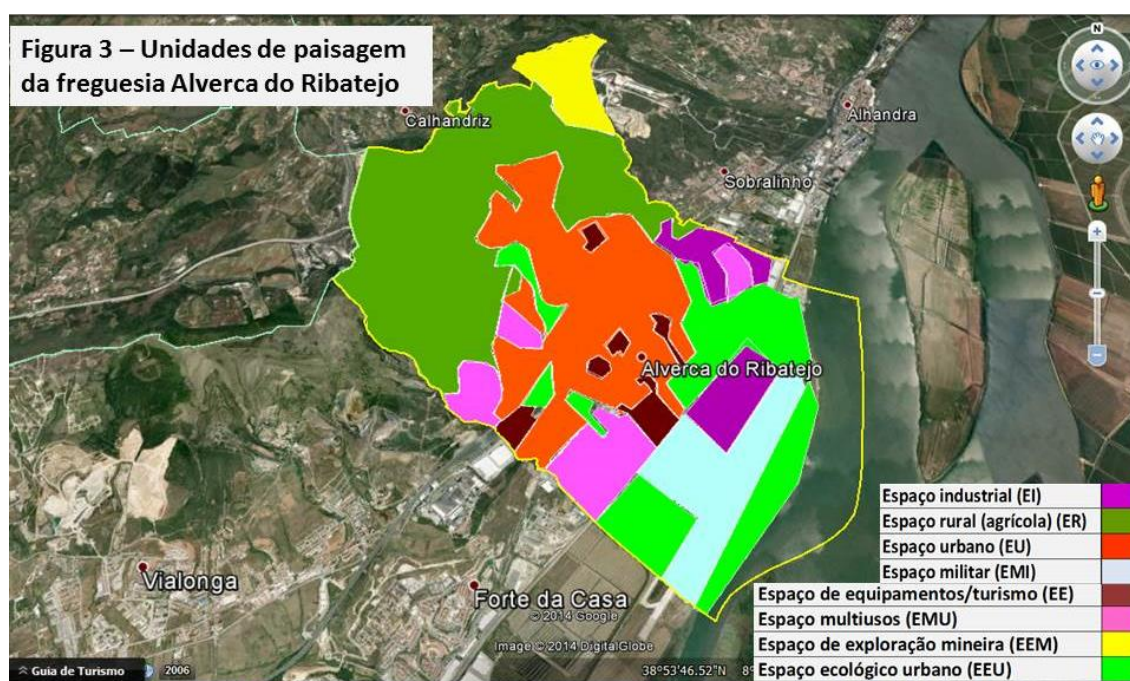 Figura 3 – Unidades de paisagem
da freguesia Alverca do Ribatejo
N
Calhandriz
Alhandra
Sobralinho
Alverca do Ribatejo
Vialonga
Forte da Casa
© 2014 Google
Image © 2014 DigitalGlobe
Guia de Turismo
2006
38°53'46.52"N
Espaço industrial (EI)
Espaço rural (agrícola) (ER)
Espaço urbano (EU)
Espaço militar (EMI)
Espaço de equipamentos/turismo (EE)
Espaço multiusos (EMU)
Espaço de exploração mineira (EEM)
Espaço ecológico urbano (EEU)